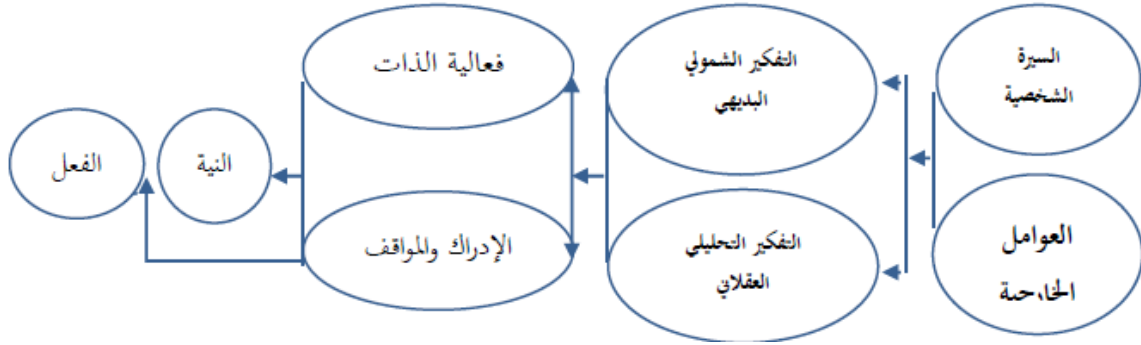 السيرة
الشخصية
العوامل
الخارجية
التفكير الشمولي
البديهي
التفكير التحليلي
العقلاني
فعالية الذات
الإدراك والمواقف
النية
الفعل